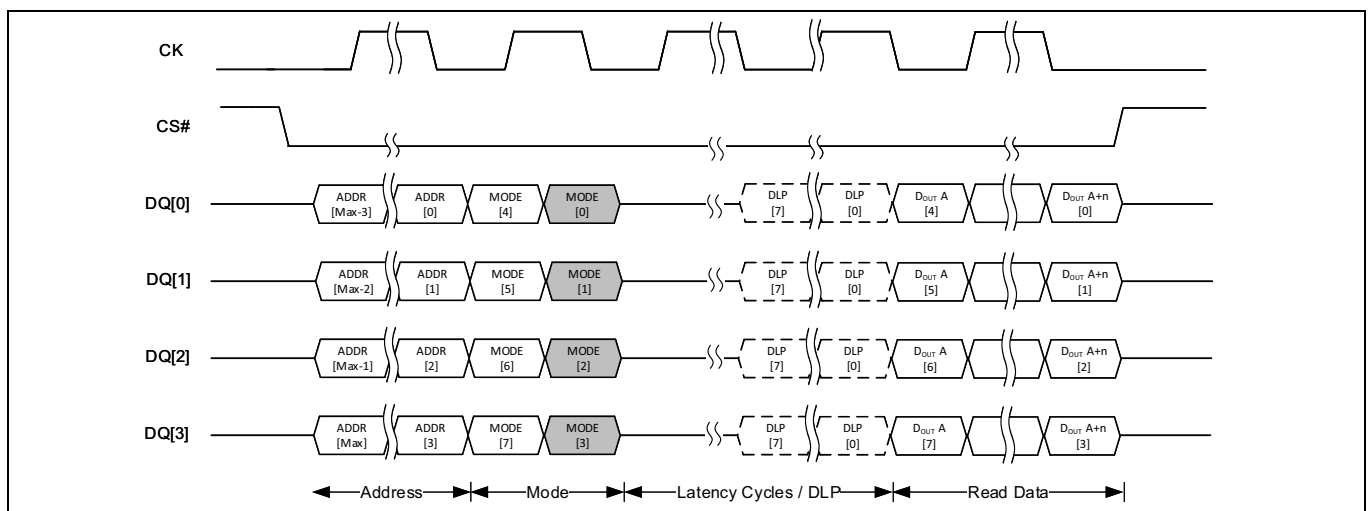 CK
CS#
DQ[0]
ADDR [Max-3] ADDR [0] MODE [4] MODE [0] DLP [7] DLP [0] DOUT A [4] DOUT A+n [0]
DQ[1]
ADDR [Max-2] ADDR [1] MODE [5] MODE [1] DLP [7] DLP [0] DOUT A [5] DOUT A+n [1]
DQ[2]
ADDR [Max-1] ADDR [2] MODE [6] MODE [2] DLP [7] DLP [0] DOUT A [6] DOUT A+n [2]
DQ[3]
ADDR [Max] ADDR [3] MODE [7] MODE [3] DLP [7] DLP [0] DOUT A [7] DOUT A+n [3]
Address Mode Latency Cycles / DLP Read Data